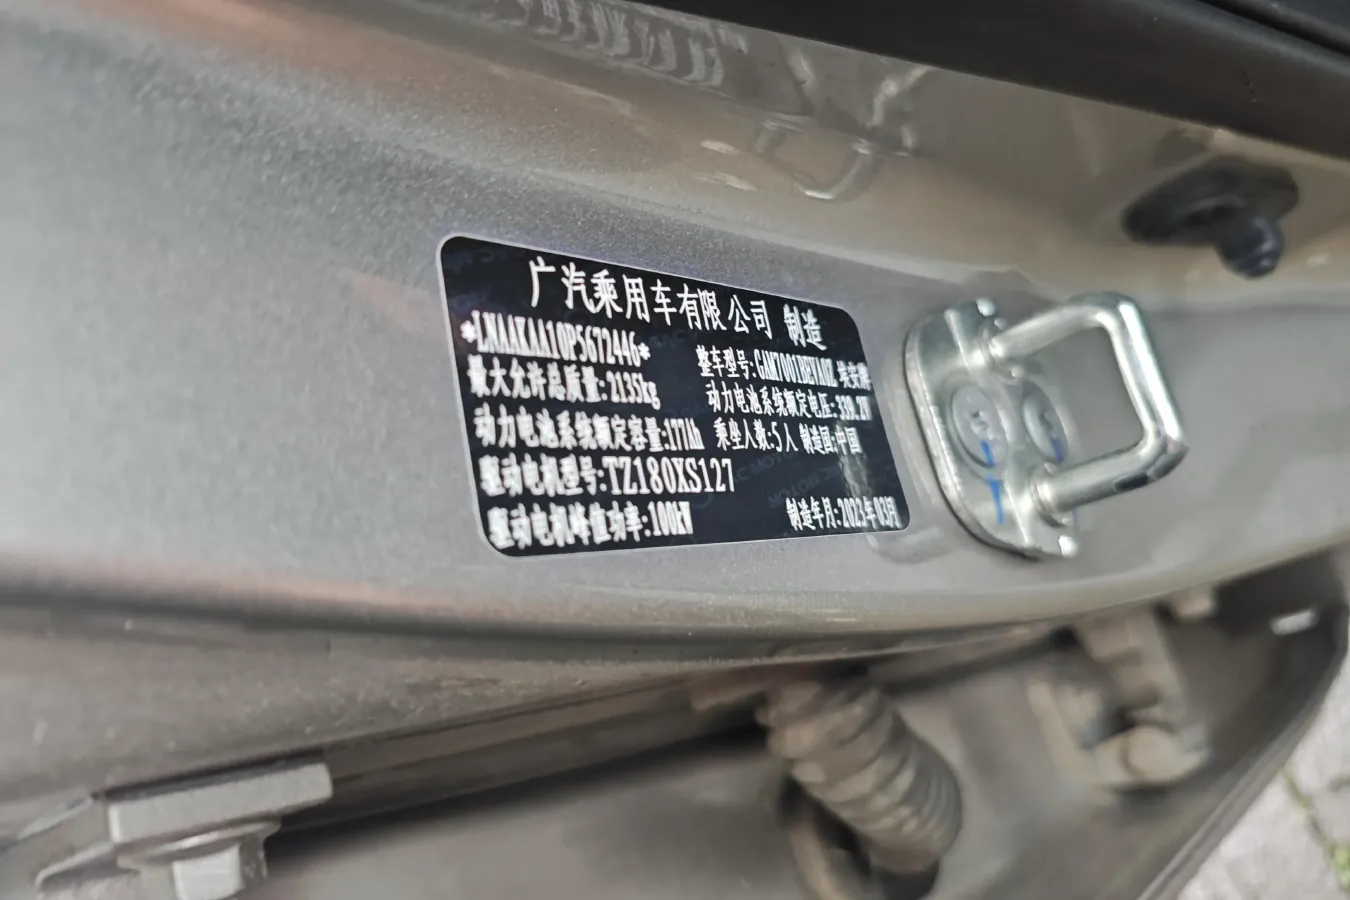 广汽乘用车有限公司 制造
*LNAAKAA10P5672446*
整车型号:GAM7001BEVA0Z 埃安牌
最大允许总质量:2135kg
动力电池系统额定电压:339.2V
动力电池系统额定容量:177Ah
乘坐人数:5人 制造国:中国
驱动电机型号:TZ180XS127
驱动电机峰值功率:100kW
制造年月:2023年03月